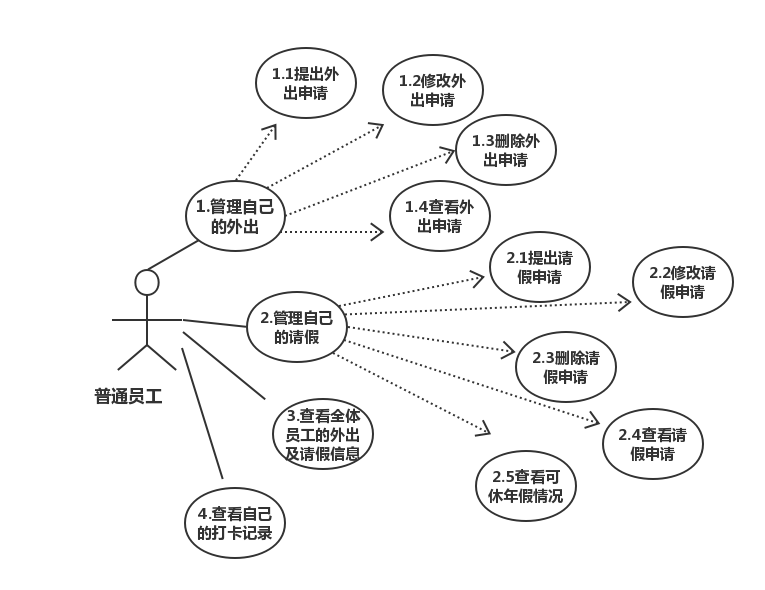 1.1提出外
出申请
1.2修改外
出申请
1.3删除外
出申请
1.管理自己
的外出
1.4查看外
出申请
2.1提出请
假申请
2.2修改请
假申请
2.管理自己
的请假
2.3删除请
假申请
普通员工
3.查看全体
员工的外出
及请假信息
2.4查看请
假申请
2.5查看可
休年假情况
4.查看自己
的打卡记录